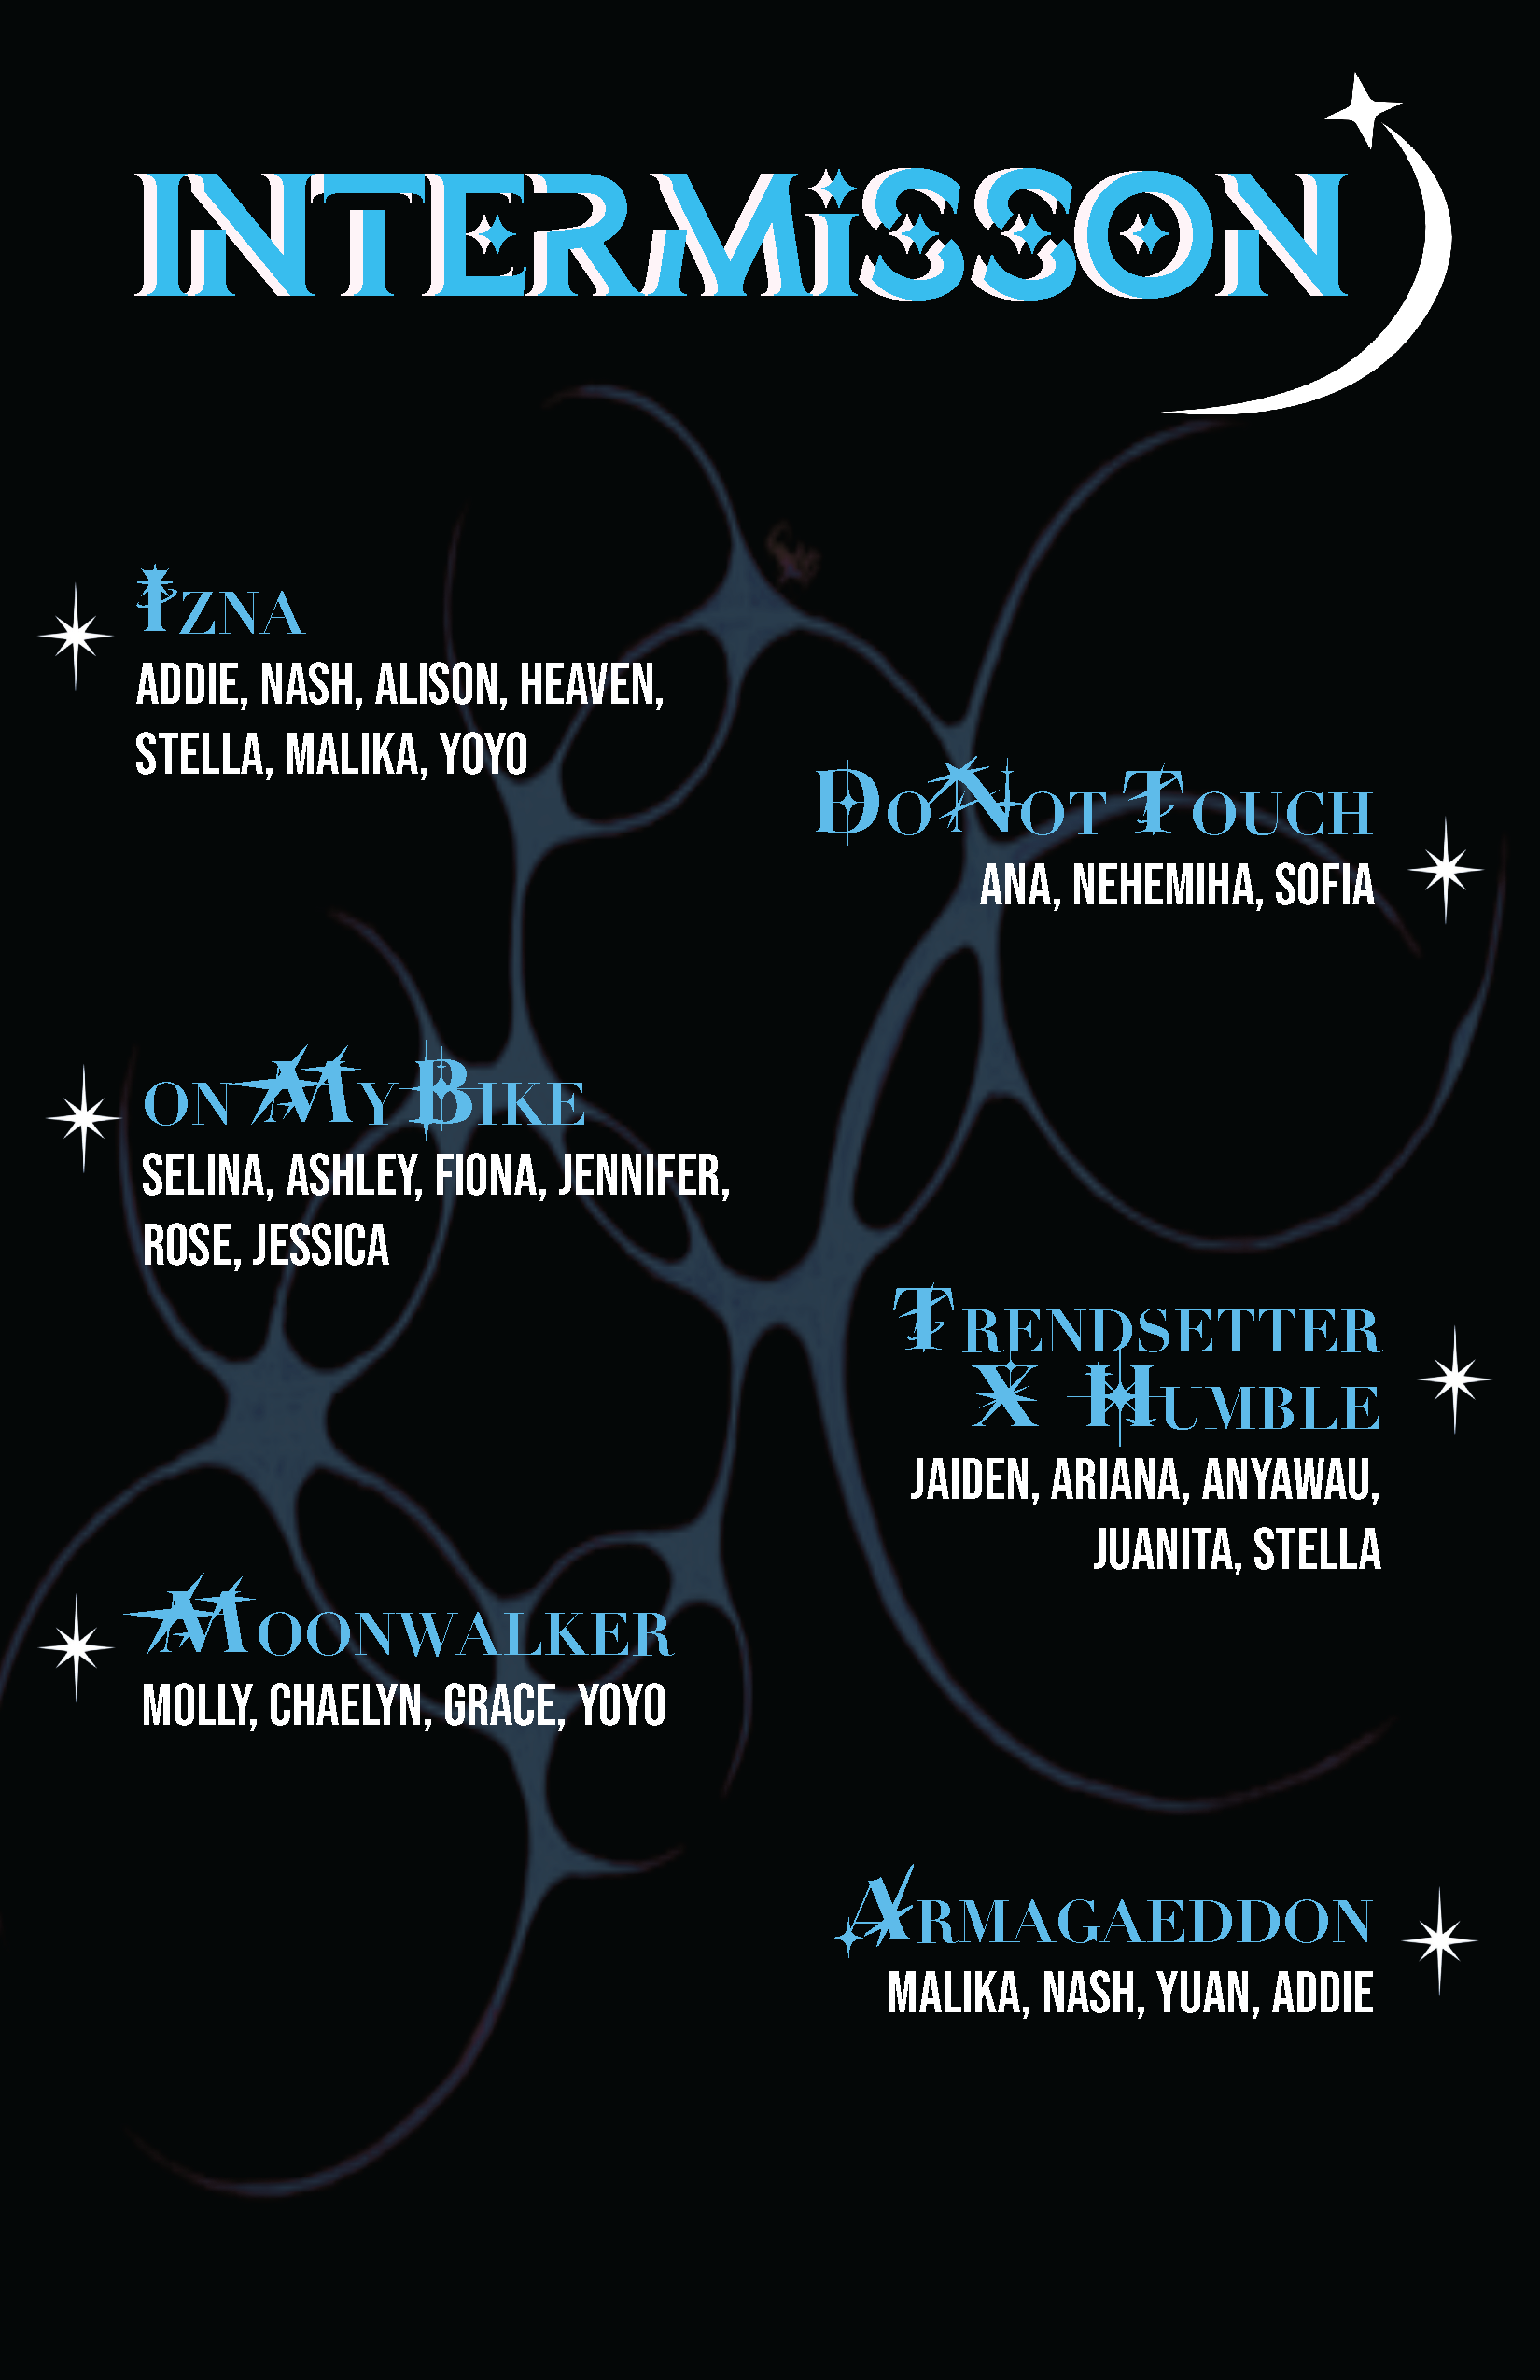 INTERMiSSON
IZNA
ADDIE, NASH, ALISON, HEAVEN,
STELLA, MALIKA, YOYO
DO NOT TOUCH
ANA, NEHEMIHA, SOFIA
ON MY BIKE
SELINA, ASHLEY, FIONA, JENNIFER,
ROSE, JESSICA
TRENDSETTER
X HUMBLE
JAIDEN, ARIANA, ANYAWAU,
JUANITA, STELLA
MOONWALKER
MOLLY, CHAELYN, GRACE, YOYO
ARMAGAEDDON
MALIKA, NASH, YUAN, ADDIE